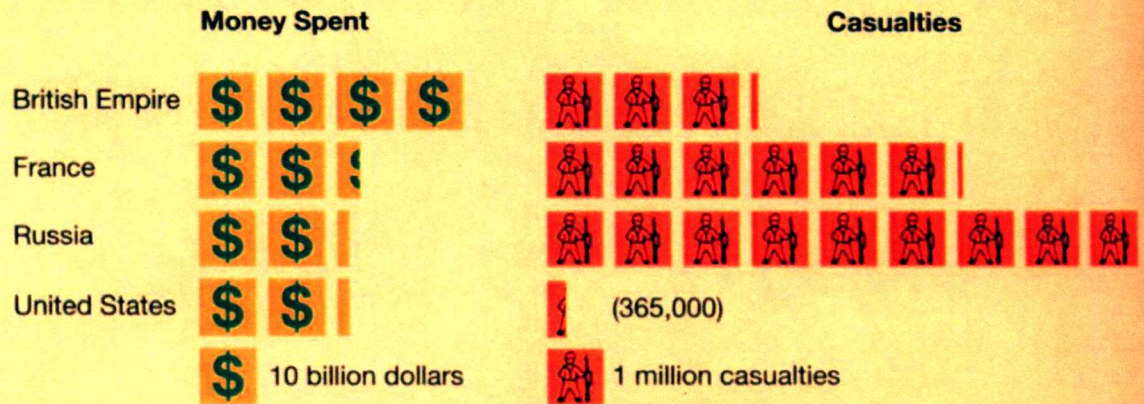 Money Spent Casualties
British Empire $ $ $ $
France $ $ $
Russia $ $
United States $ $ (365,000)
$ 10 billion dollars 1 million casualties